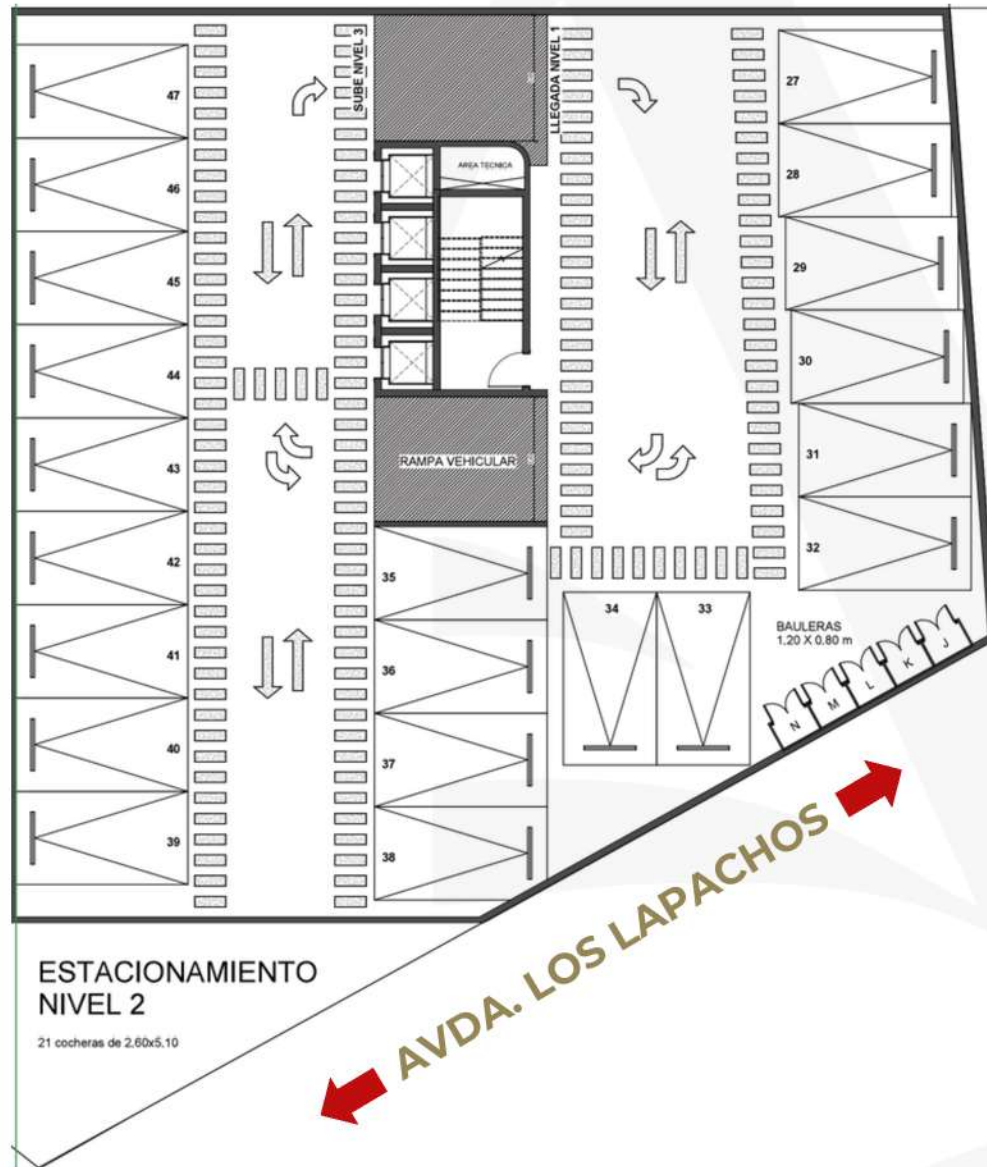 SUBE NIVEL 3
LLEGADA NIVEL 1
AREA TECNICA
47
46
45
44
43
42
41
40
39
27
28
29
30
31
32
RAMPA VEHICULAR
35
36
37
38
34
33
BAULERAS
1,20 X 0,80 m
N
M
L
K
J
AVDA. LOS LAPACHOS
ESTACIONAMIENTO
NIVEL 2
21 cocheras de 2,60x5,10